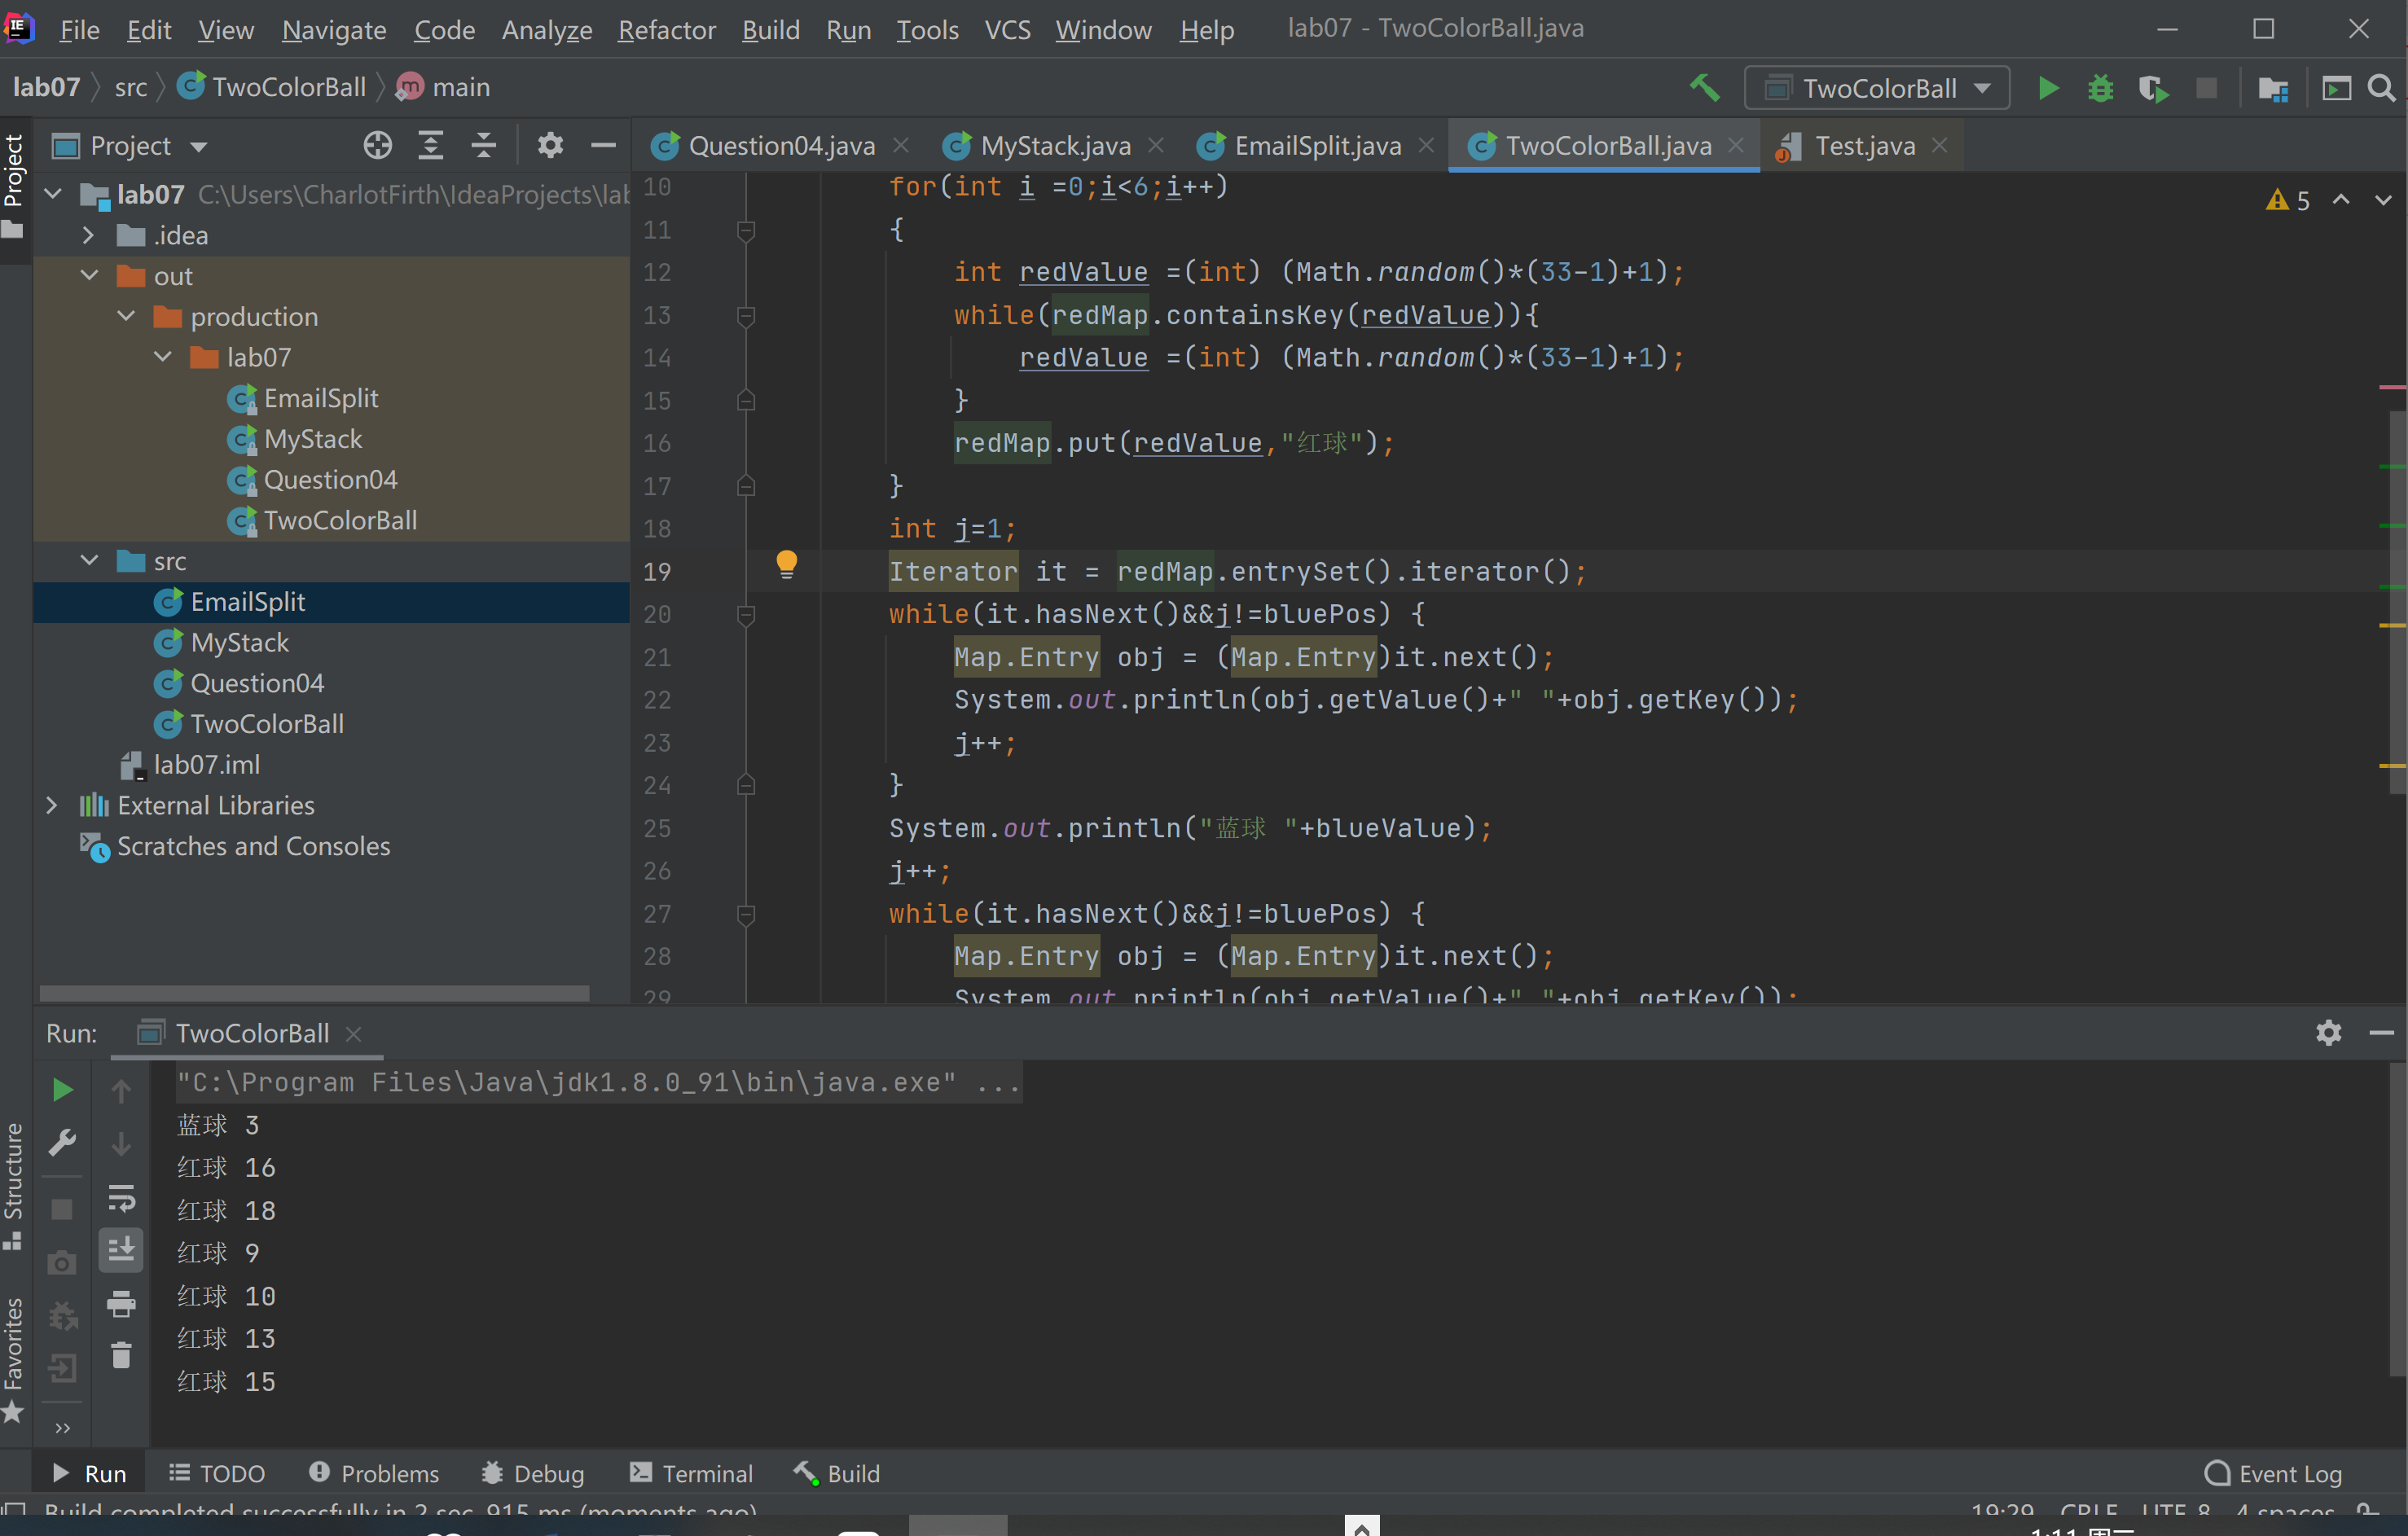 File Edit View Navigate Code Analyze Refactor Build Run Tools VCS Window Help lab07 - TwoColorBall.java
lab07 src TwoColorBall main TwoColorBall
Project
Question04.java MyStack.java EmailSplit.java TwoColorBall.java Test.java
Project
lab07 C:\Users\CharlotFirth\IdeaProjects\lab
.idea
out
production
lab07
EmailSplit
MyStack
Question04
TwoColorBall
src
EmailSplit
MyStack
Question04
TwoColorBall
lab07.iml
External Libraries
Scratches and Consoles
5
10 for(int i =0;i<6;i++)
11 {
12 int redValue =(int) (Math.random()*(33-1)+1);
13 while(redMap.containsKey(redValue)){
14 redValue =(int) (Math.random()*(33-1)+1);
15 }
16 redMap.put(redValue,"红球");
17 }
18 int j=1;
19 Iterator it = redMap.entrySet().iterator();
20 while(it.hasNext()&&j!=bluePos) {
21 Map.Entry obj = (Map.Entry)it.next();
22 System.out.println(obj.getValue()+" "+obj.getKey());
23 j++;
24 }
25 System.out.println("蓝球 "+blueValue);
26 j++;
27 while(it.hasNext()&&j!=bluePos) {
28 Map.Entry obj = (Map.Entry)it.next();
29 System.out.println(obj.getValue()+" "+obj.getKey());
Run: TwoColorBall
"C:\Program Files\Java\jdk1.8.0_91\bin\java.exe" ...
蓝球 3
红球 16
红球 18
红球 9
红球 10
红球 13
红球 15
Structure
Favorites
Run TODO Problems Debug Terminal Build Event Log
Build completed successfully in 2 sec, 915 ms (moments ago) 19:29 CRLF UTF-8 4 spaces
1:11